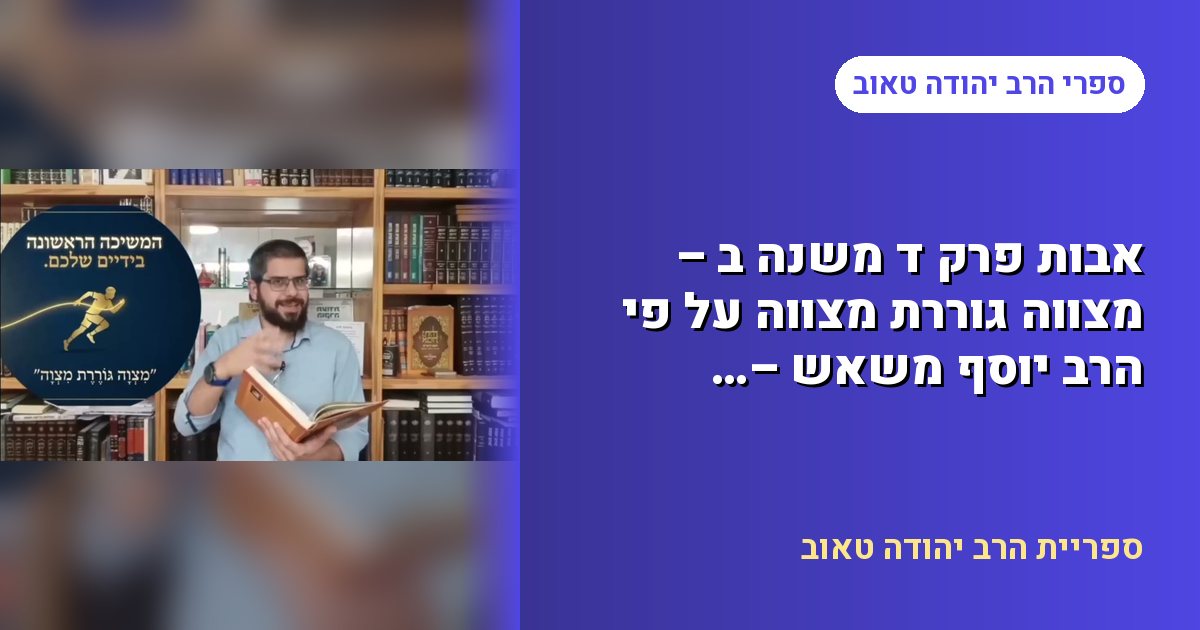 ספרי הרב יהודה טאוב
אבות פרק ד משנה ב –
מצווה גוררת מצווה על פי
הרב יוסף משאש –...
ספריית הרב יהודה טאוב
המשיכה הראשונה
בידיים שלכם.
"מִצְוָה גּוֹרֶרֶת מִצְוָה"